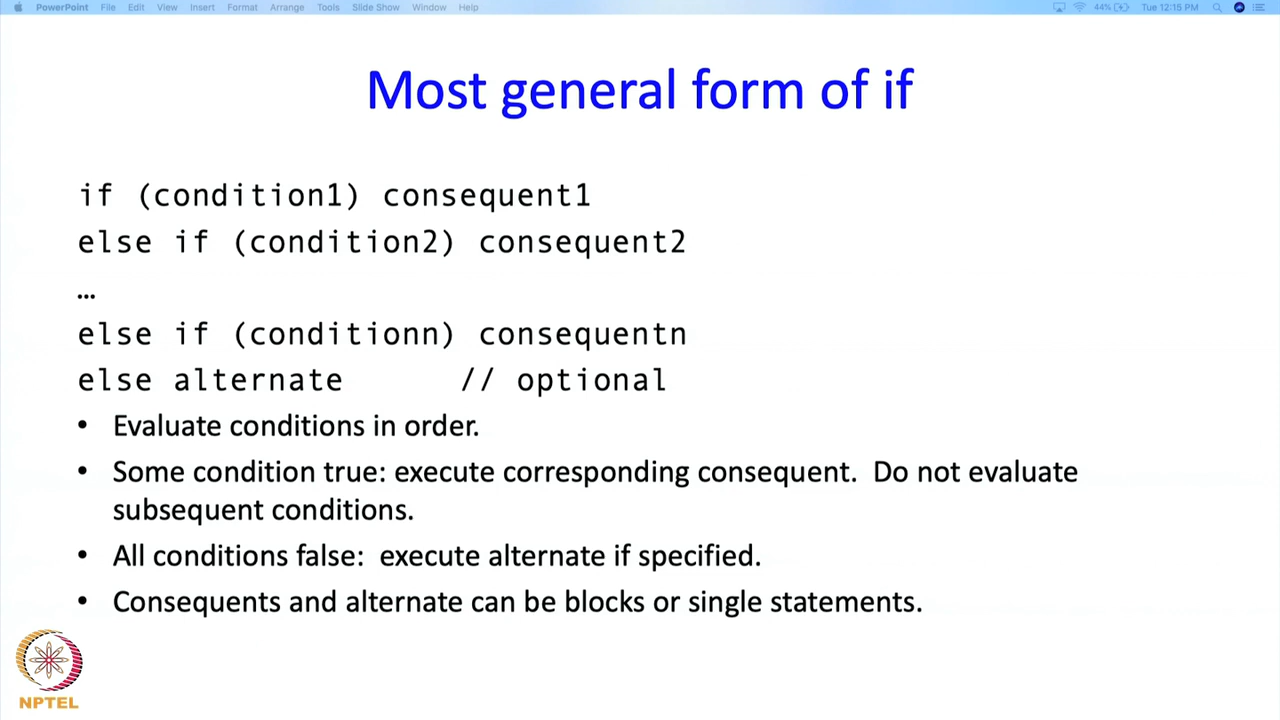 PowerPoint File Edit View Insert Format Arrange Tools Slide Show Window Help 44% Tue 12:15 PM
Most general form of if
if (condition1) consequent1
else if (condition2) consequent2
…
else if (conditionn) consequentn
else alternate // optional
• Evaluate conditions in order.
• Some condition true: execute corresponding consequent. Do not evaluate
subsequent conditions.
• All conditions false: execute alternate if specified.
• Consequents and alternate can be blocks or single statements.
NPTEL